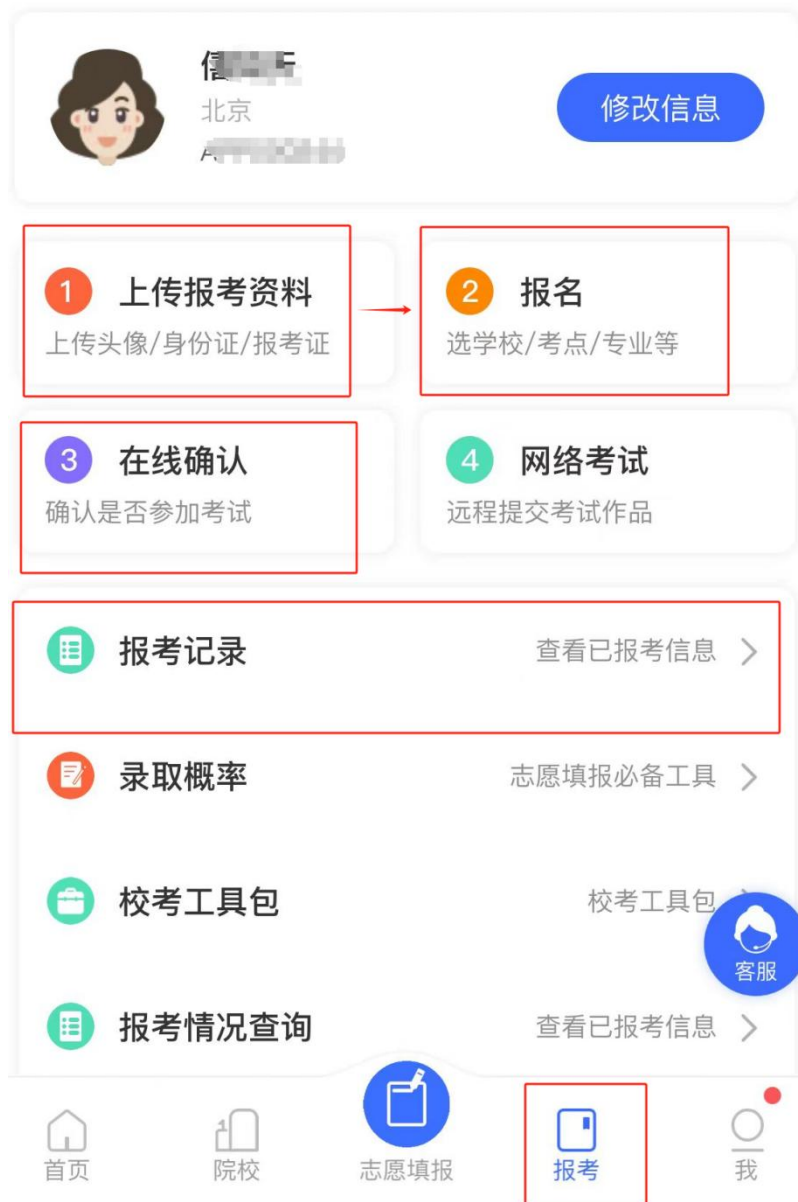 北京
修改信息
1 上传报考资料
上传头像/身份证/报考证
2 报名
选学校/考点/专业等
3 在线确认
确认是否参加考试
4 网络考试
远程提交考试作品
报考记录 查看已报考信息
录取概率 志愿填报必备工具
校考工具包 校考工具包
客服
报考情况查询 查看已报考信息
首页 院校 志愿填报 报考 我